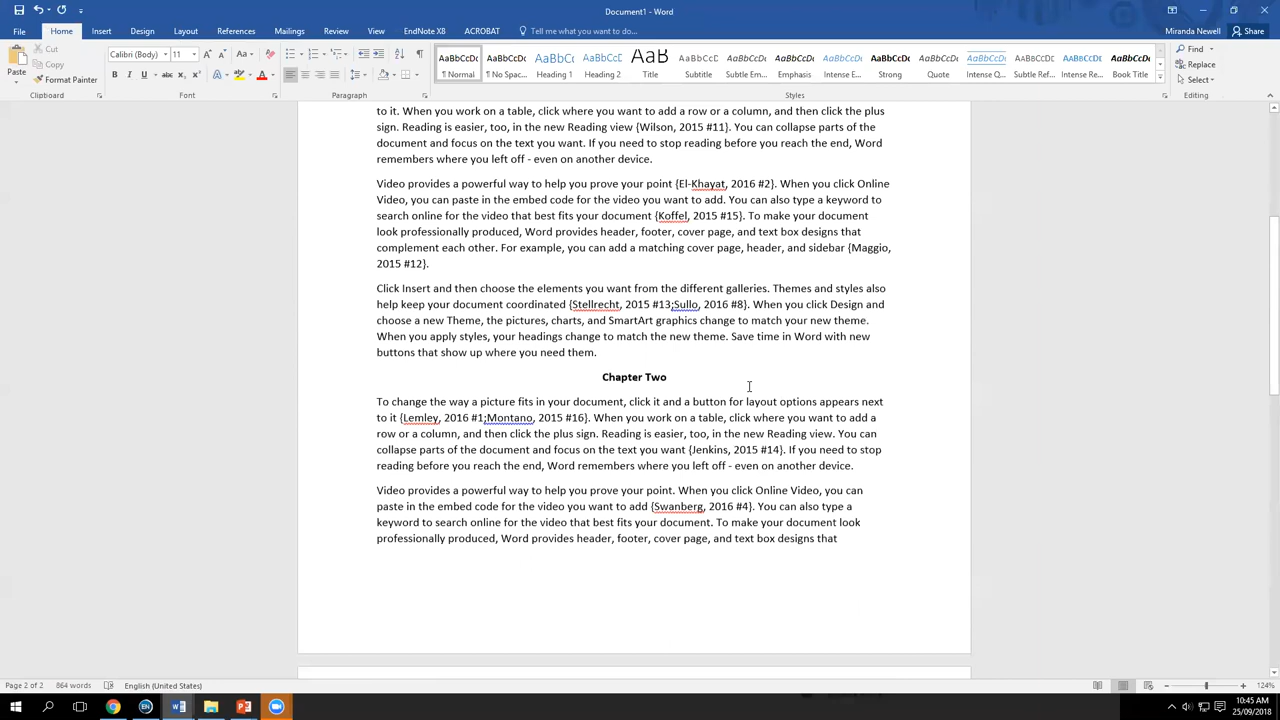 Document1 - Word
File Home Insert Design Layout References Mailings Review View EndNote X8 ACROBAT Tell me what you want to do... Miranda Newell Share
Paste Cut Copy Format Painter
Clipboard
Calibri (Body) 11
Font
Paragraph
AaBbCcDc AaBbCcDc AaBbCc AaBbCcD AaB AaBbCcD AaBbCcDc AaBbCcDc AaBbCcDc AaBbCcDc AaBbCcDc AaBbCcDc AaBbCcDc AaBbCcDc AaBbCcDc
¶ Normal ¶ No Spac... Heading 1 Heading 2 Title Subtitle Subtle Em... Emphasis Intense E... Strong Quote Intense Q... Subtle Ref... Intense Re... Book Title
Styles
Find
Replace
Select
Editing
to it. When you work on a table, click where you want to add a row or a column, and then click the plus
sign. Reading is easier, too, in the new Reading view {Wilson, 2015 #11}. You can collapse parts of the
document and focus on the text you want. If you need to stop reading before you reach the end, Word
remembers where you left off - even on another device.
Video provides a powerful way to help you prove your point {El-Khayat, 2016 #2}. When you click Online
Video, you can paste in the embed code for the video you want to add. You can also type a keyword to
search online for the video that best fits your document {Koffel, 2015 #15}. To make your document
look professionally produced, Word provides header, footer, cover page, and text box designs that
complement each other. For example, you can add a matching cover page, header, and sidebar {Maggio,
2015 #12}.
Click Insert and then choose the elements you want from the different galleries. Themes and styles also
help keep your document coordinated {Stellrecht, 2015 #13;Sullo, 2016 #8}. When you click Design and
choose a new Theme, the pictures, charts, and SmartArt graphics change to match your new theme.
When you apply styles, your headings change to match the new theme. Save time in Word with new
buttons that show up where you need them.
Chapter Two
To change the way a picture fits in your document, click it and a button for layout options appears next
to it {Lemley, 2016 #1;Montano, 2015 #16}. When you work on a table, click where you want to add a
row or a column, and then click the plus sign. Reading is easier, too, in the new Reading view. You can
collapse parts of the document and focus on the text you want {Jenkins, 2015 #14}. If you need to stop
reading before you reach the end, Word remembers where you left off - even on another device.
Video provides a powerful way to help you prove your point. When you click Online Video, you can
paste in the embed code for the video you want to add {Swanberg, 2016 #4}. You can also type a
keyword to search online for the video that best fits your document. To make your document look
professionally produced, Word provides header, footer, cover page, and text box designs that
Page 2 of 2 864 words English (United States) 124%
10:45 AM
25/09/2018